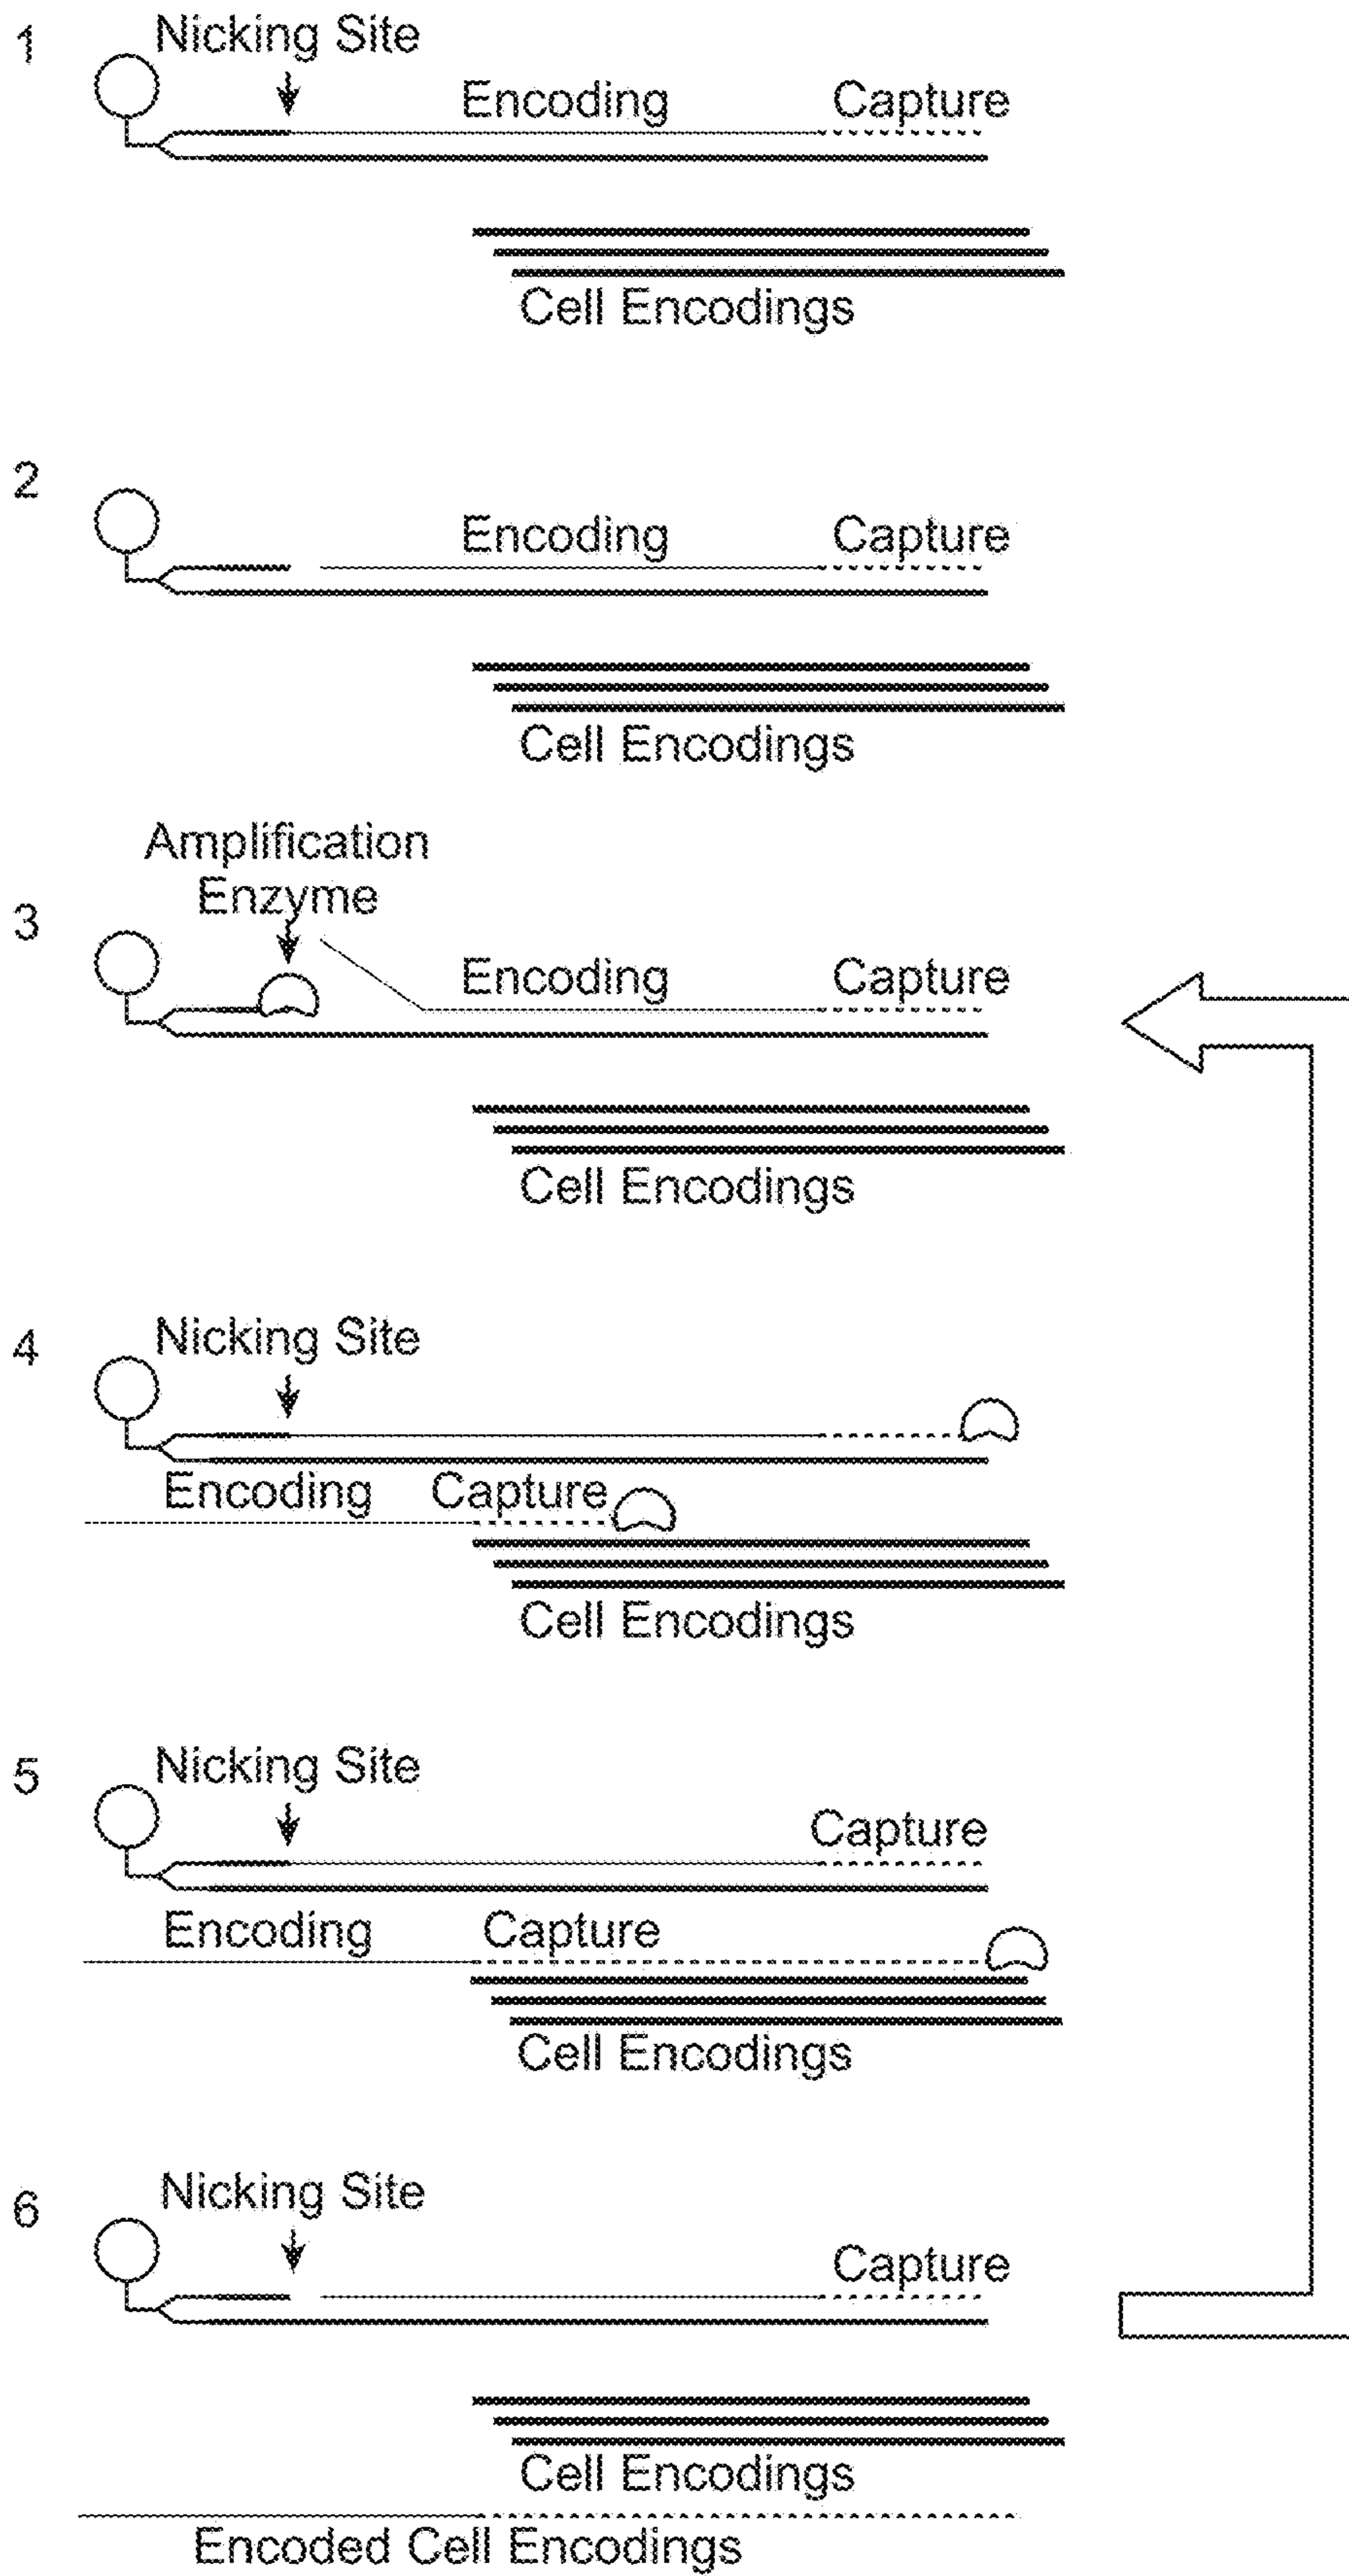 1
Nicking Site
Encoding
Capture
Cell Encodings
2
Encoding
Capture
Cell Encodings
Amplification
Enzyme
3
Encoding
Capture
Cell Encodings
4
Nicking Site
Encoding
Capture
Cell Encodings
5
Nicking Site
Capture
Encoding
Capture
Cell Encodings
6
Nicking Site
Capture
Cell Encodings
Encoded Cell Encodings